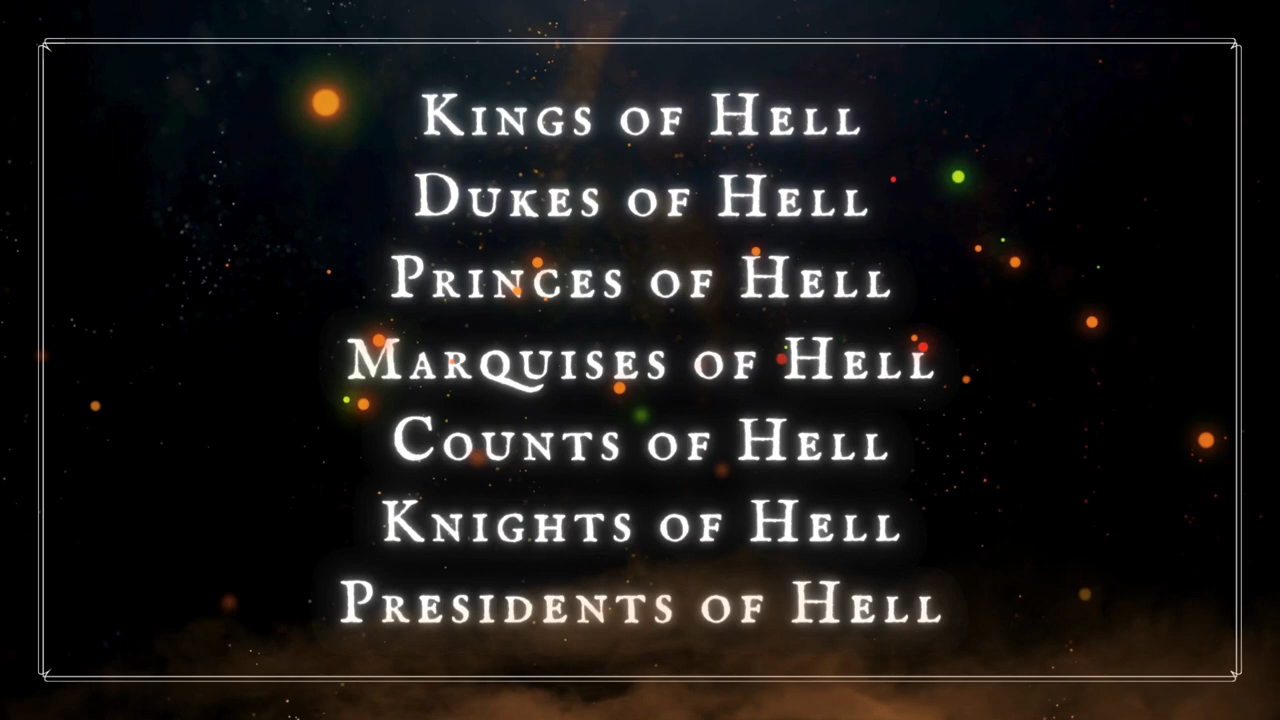 Kings of Hell
Dukes of Hell
Princes of Hell
Marquises of Hell
Counts of Hell
Knights of Hell
Presidents of Hell